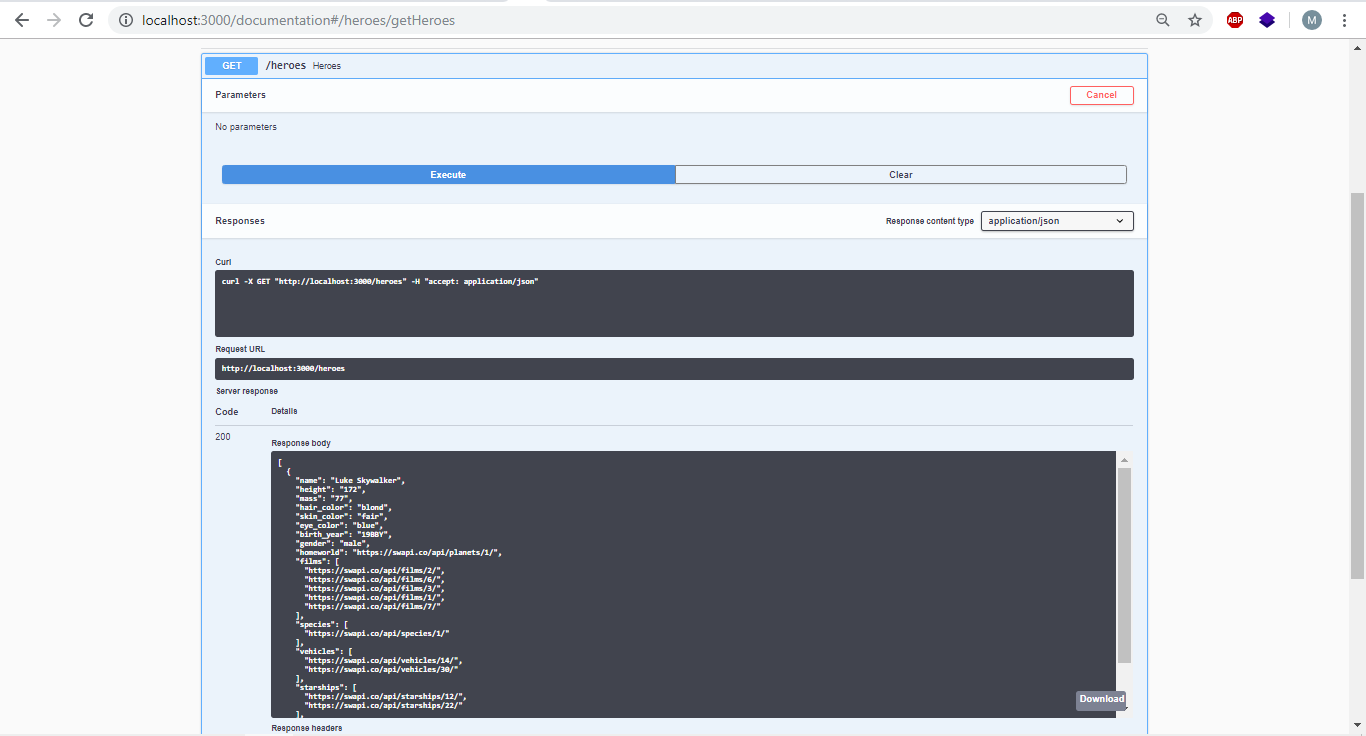 localhost:3000/documentation#/heroes/getHeroes
ABP
M
GET /heroes Heroes
Parameters Cancel
No parameters
Execute Clear
Responses Response content type application/json
Curl
curl -X GET "http://localhost:3000/heroes" -H "accept: application/json"
Request URL
http://localhost:3000/heroes
Server response
Code Details
200
Response body
[
{
"name": "Luke Skywalker",
"height": "172",
"mass": "77",
"hair_color": "blond",
"skin_color": "fair",
"eye_color": "blue",
"birth_year": "19BBY",
"gender": "male",
"homeworld": "https://swapi.co/api/planets/1/",
"films": [
"https://swapi.co/api/films/2/",
"https://swapi.co/api/films/6/",
"https://swapi.co/api/films/3/",
"https://swapi.co/api/films/1/",
"https://swapi.co/api/films/7/"
],
"species": [
"https://swapi.co/api/species/1/"
],
"vehicles": [
"https://swapi.co/api/vehicles/14/",
"https://swapi.co/api/vehicles/30/"
],
"starships": [
"https://swapi.co/api/starships/12/",
"https://swapi.co/api/starships/22/"
],
Download
Response headers